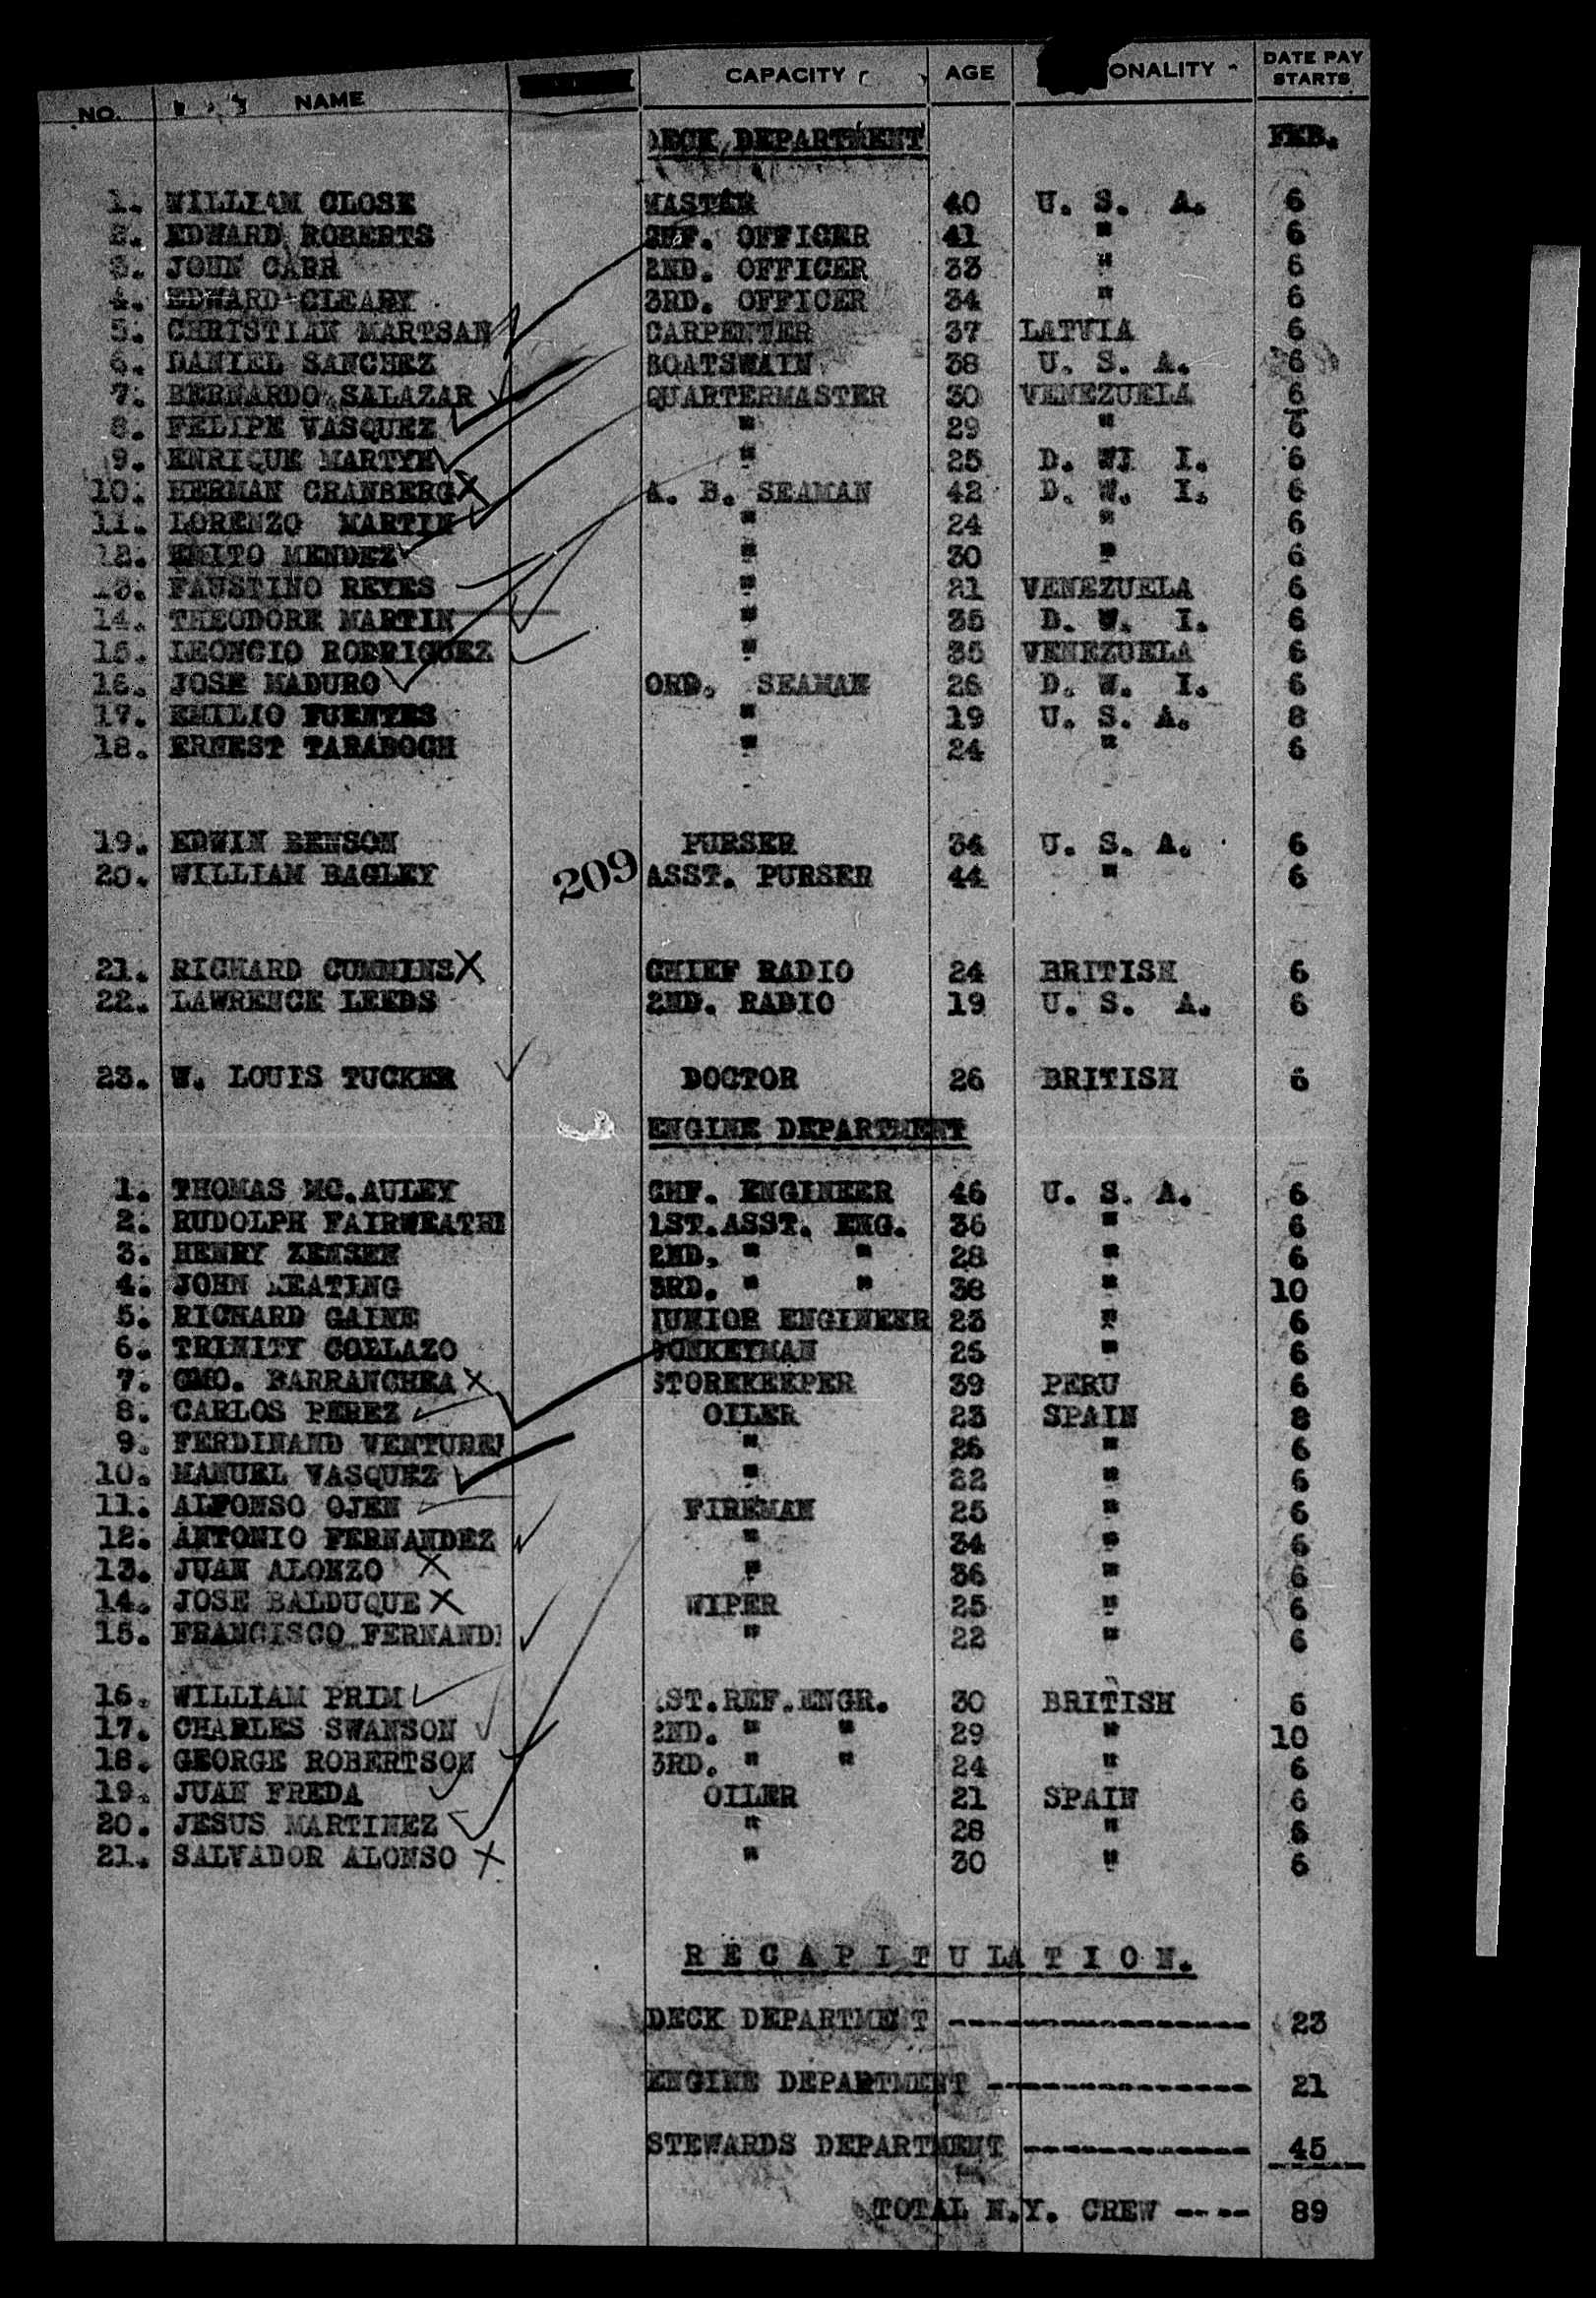 NO. NAME CAPACITY AGE ONALITY DATE PAY STARTS
DECK DEPARTMENT FEB.
1. WILLIAM CLOSE MASTER 40 U. S. A. 6
2. EDWARD ROBERTS CHF. OFFICER 41 " 6
3. JOHN CARR 2ND. OFFICER 33 " 6
4. EDWARD CLEARY 3RD. OFFICER 34 " 6
5. CHRISTIAN MARTSAN CARPENTER 37 LATVIA 6
6. DANIEL SANCHEZ BOATSWAIN 38 U. S. A. 6
7. BERNARDO SALAZAR QUARTERMASTER 30 VENEZUELA 6
8. FELIPE VASQUEZ " 29 " 6
9. ENRIQUE MARTYE " 25 D. WI I. 6
10. HERMAN CRANBERG X A. B. SEAMAN 42 D. W. I. 6
11. LORENZO MARTIN " 24 " 6
12. EMITO MENDEZ " 30 " 6
13. FAUSTINO REYES " 21 VENEZUELA 6
14. THEODORE MARTIN " 35 D. W. I. 6
15. LEONCIO RODRIGUEZ " 35 VENEZUELA 6
16. JOSE MADURO ORD. SEAMAN 26 D. W. I. 6
17. EMILIO FUENTES " 19 U. S. A. 8
18. ERNEST TARABOCH " 24 " 6
19. EDWIN BENSON PURSER 34 U. S. A. 6
20. WILLIAM BAGLEY 209 ASST. PURSER 44 " 6
21. RICHARD CUMMINS X CHIEF RADIO 24 BRITISH 6
22. LAWRENCE LEEDS 2ND. RADIO 19 U. S. A. 6
23. W. LOUIS TUCKER DOCTOR 26 BRITISH 6
ENGINE DEPARTMENT
1. THOMAS MC.AULEY CHF. ENGINEER 46 U. S. A. 6
2. RUDOLPH FAIRWEATHE 1ST.ASST. ENG. 36 " 6
3. HENRY ZENSEN 2ND. " " 28 " 6
4. JOHN KEATING 3RD. " " 38 " 10
5. RICHARD GAINE JUNIOR ENGINEER 23 " 6
6. TRINITY COLLAZO DONKEYMAN 25 " 6
7. GMO. BARRANCHEA X STOREKEEPER 39 PERU 6
8. CARLOS PEREZ OILER 23 SPAIN 8
9. FERDINAND VENTUREI " 26 " 6
10. MANUEL VASQUEZ " 22 " 6
11. ALFONSO OJEN FIREMAN 25 " 6
12. ANTONIO FERNANDEZ " 34 " 6
13. JUAN ALONZO X " 36 " 6
14. JOSE BALDUQUE X WIPER 25 " 6
15. FRANCISCO FERNAND " 22 " 6
16. WILLIAM PRIM 1ST.REF.ENGR. 30 BRITISH 6
17. CHARLES SWANSON 2ND. " " 29 " 10
18. GEORGE ROBERTSON 3RD. " " 24 " 6
19. JUAN FREDA OILER 21 SPAIN 6
20. JESUS MARTINEZ " 28 " 6
21. SALVADOR ALONSO X " 30 " 6
R E C A P I T U L A T I O N.
DECK DEPARTMENT ---------------- 23
ENGINE DEPARTMENT -------------- 21
STEWARDS DEPARTMENT ------------ 45
TOTAL N.Y. CREW ---- 89